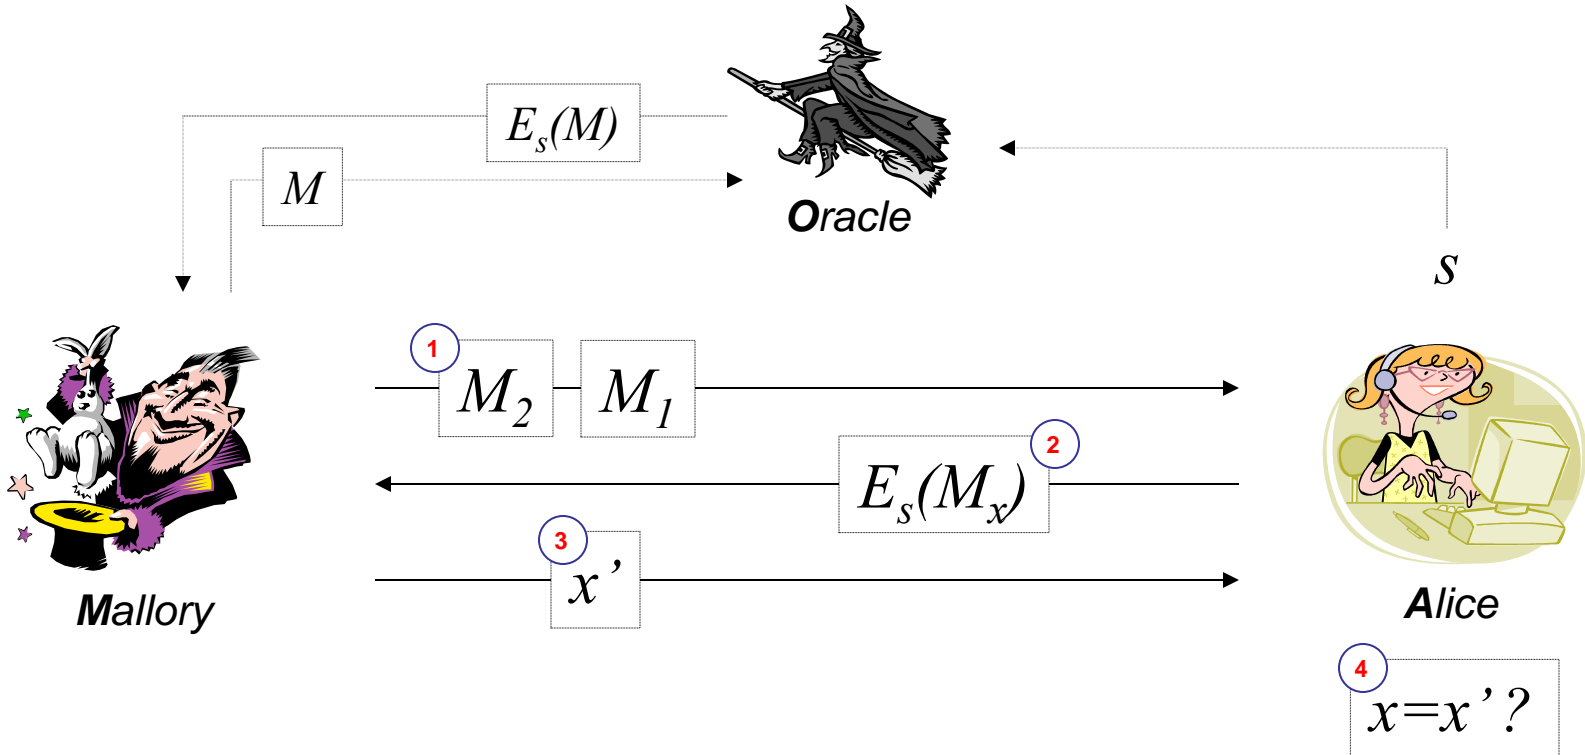 E_s(M)
M
Oracle
s
1
M_2
M_1
E_s(M_x)
2
3
x’
Mallory
Alice
4
x=x’?